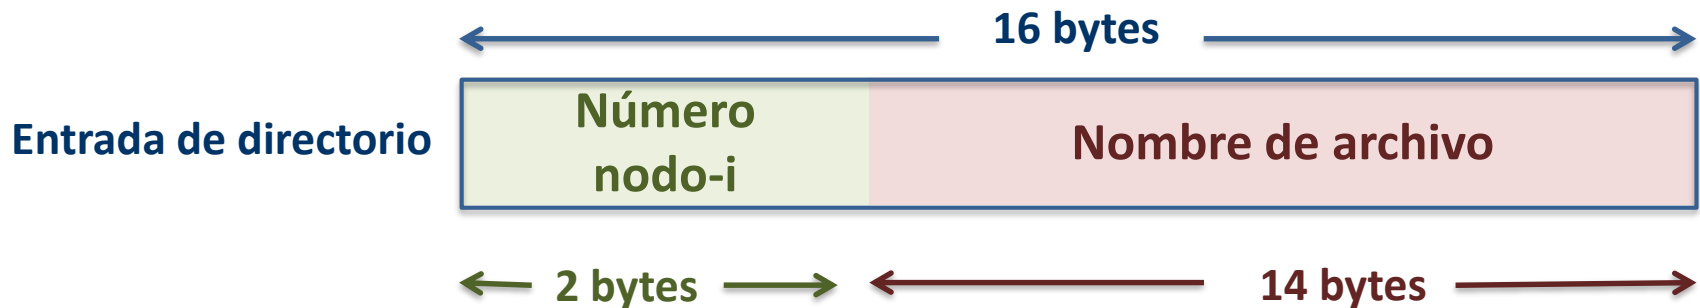 16 bytes
Entrada de directorio
Número
nodo-i
Nombre de archivo
2 bytes
14 bytes